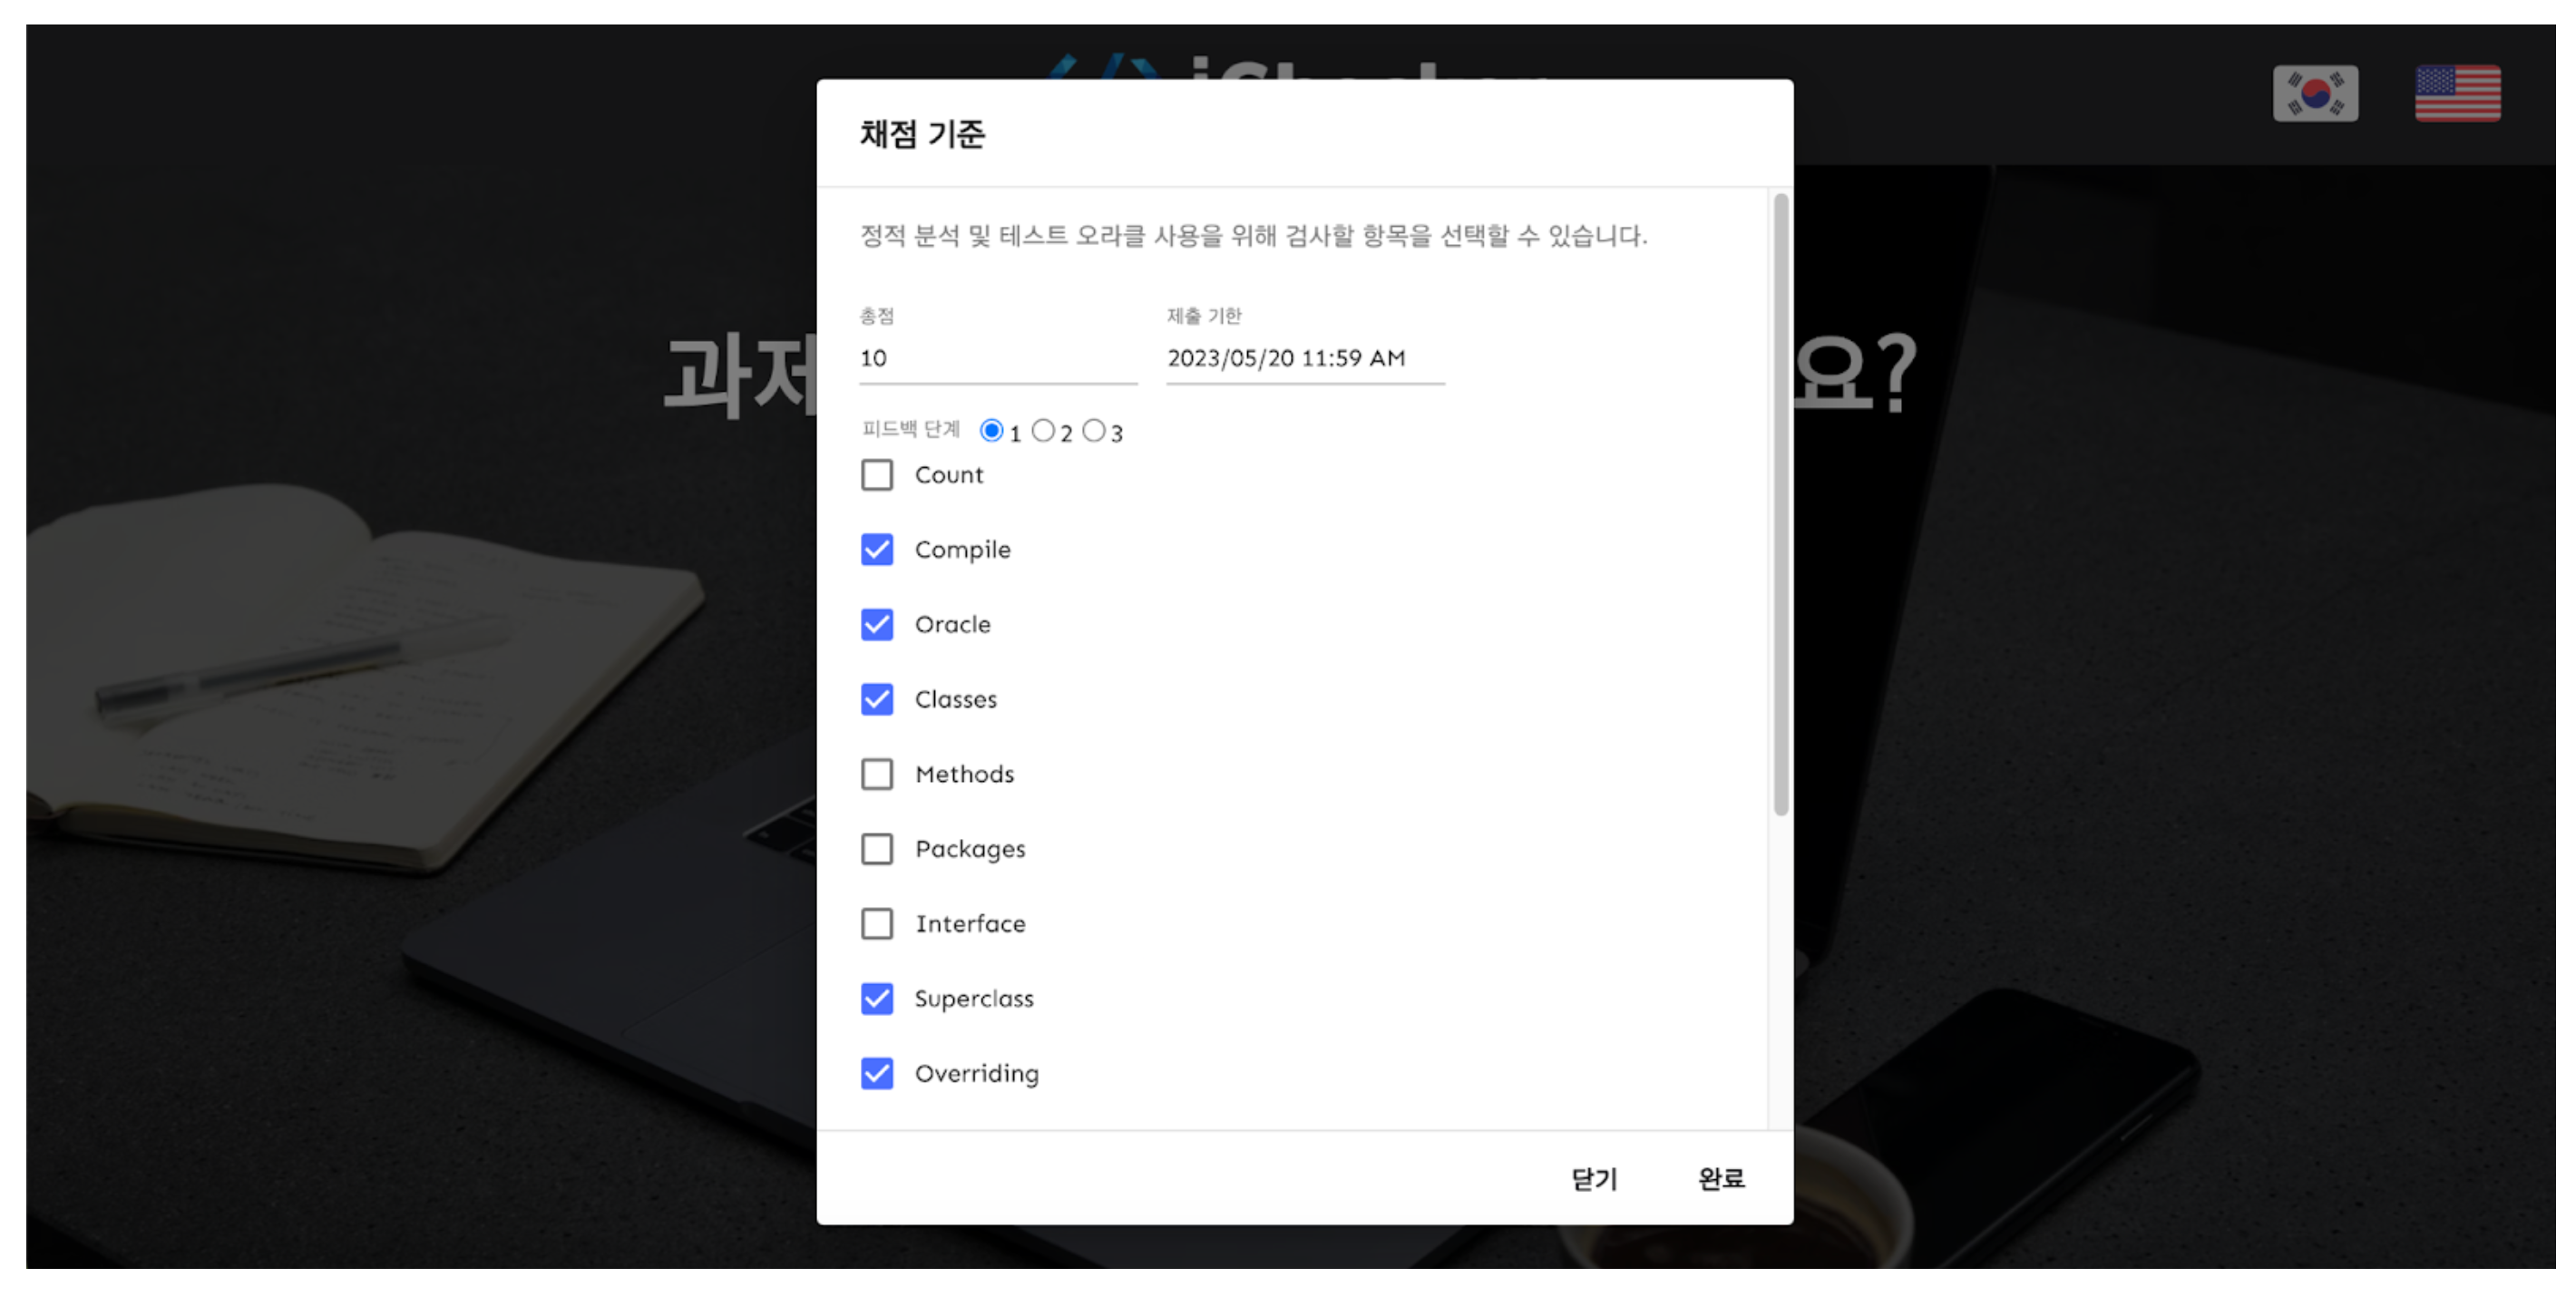 채점 기준
정적 분석 및 테스트 오라클 사용을 위해 검사할 항목을 선택할 수 있습니다.
과제
요?
총점
제출 기한
10
2023/05/20 11:59 AM
피드백 단계 1 2 3
Count
Compile
Oracle
Classes
Methods
Packages
Interface
Superclass
Overriding
닫기
완료